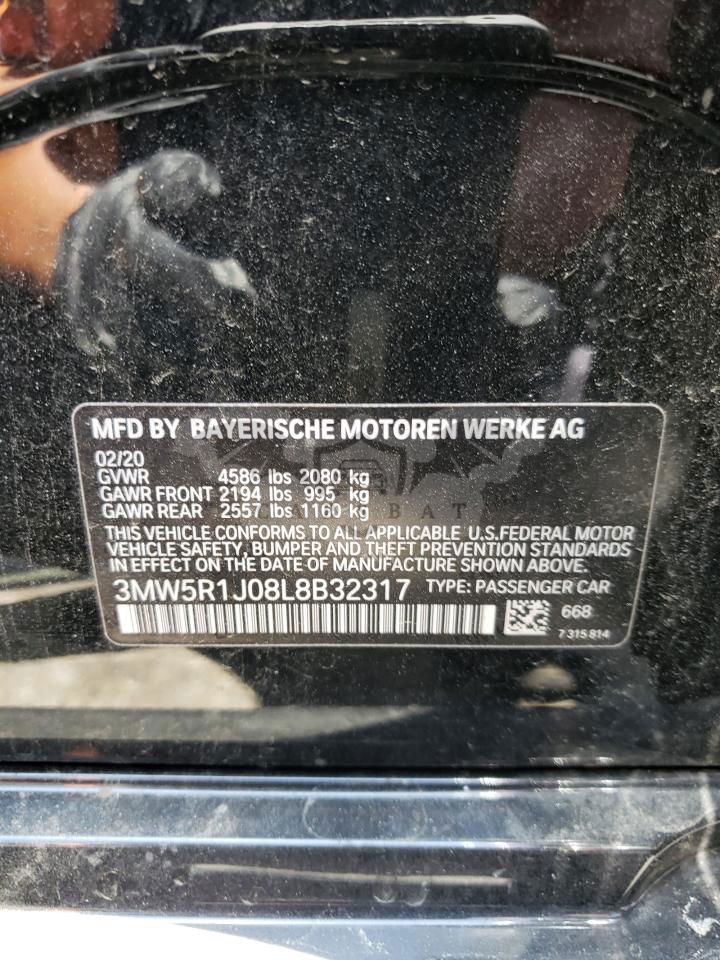 MFD BY BAYERISCHE MOTOREN WERKE AG
02/20
GVWR 4586 lbs 2080 kg
GAWR FRONT 2194 lbs 995 kg
GAWR REAR 2557 lbs 1160 kg
THIS VEHICLE CONFORMS TO ALL APPLICABLE U.S.FEDERAL MOTOR
VEHICLE SAFETY, BUMPER AND THEFT PREVENTION STANDARDS
IN EFFECT ON THE DATE OF MANUFACTURE SHOWN ABOVE.
3MW5R1J08L8B32317 TYPE: PASSENGER CAR
668
7 315 814